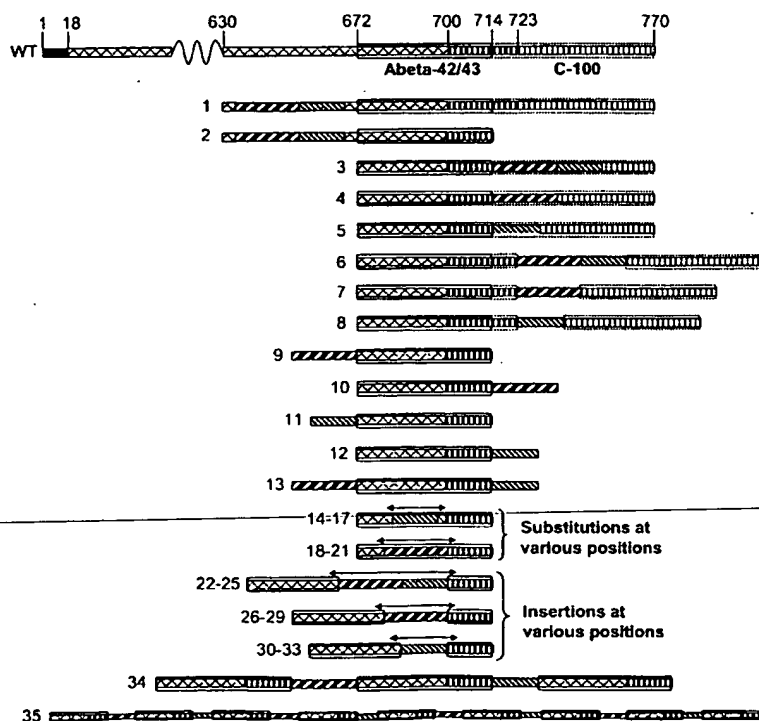 1 18 630 672 700 714 723 770
WT
Abeta-42/43 C-100
1
2
3
4
5
6
7
8
9
10
11
12
13
14-17
Substitutions at
various positions
18-21
22-25
Insertions at
various positions
26-29
30-33
34
35